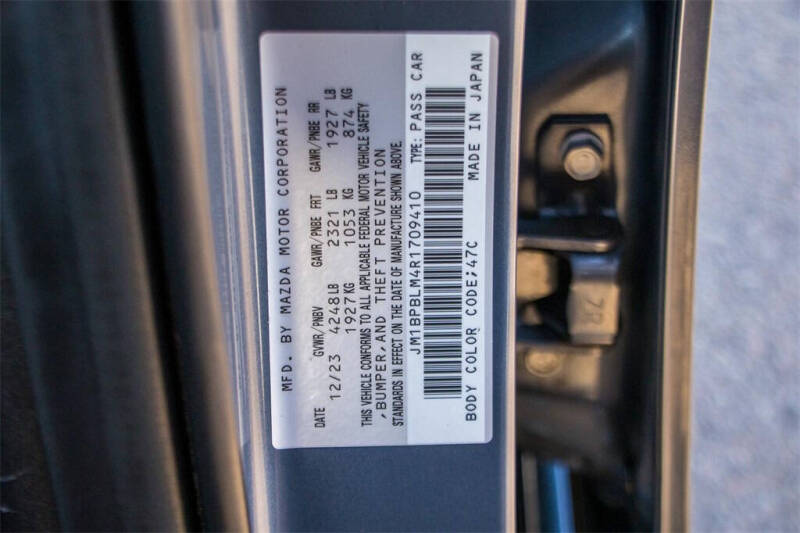 MFD. BY MAZDA MOTOR CORPORATION
DATE GVWR/PNBV GAWR/PNBE FRT GAWR/PNBE RR
12/23 4248LB 2321 LB 1927 LB
1927KG 1053 KG 874 KG
THIS VEHICLE CONFORMS TO ALL APPLICABLE FEDERAL MOTOR VEHICLE SAFETY
,BUMPER,AND THEFT PREVENTION
STANDARDS IN EFFECT ON THE DATE OF MANUFACTURE SHOWN ABOVE
JM1BPBLM4R1709410 TYPE: PASS CAR
BODY COLOR CODE;47C MADE IN JAPAN
7R